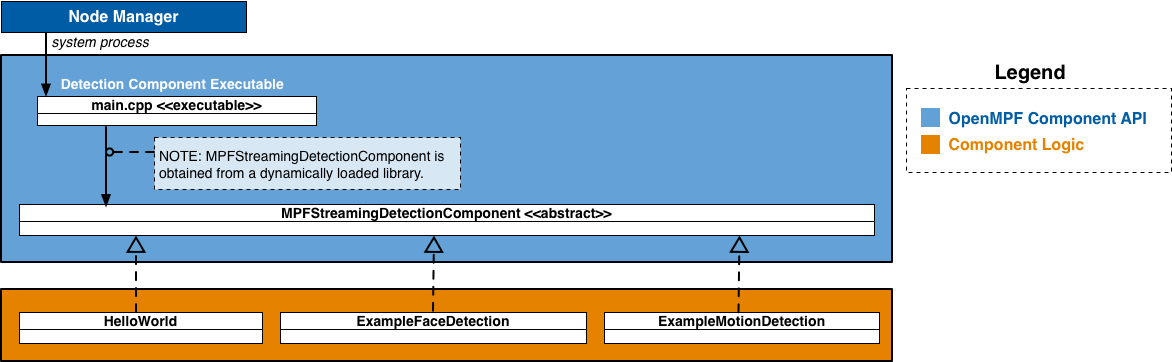 Node Manager
system process
Detection Component Executable
main.cpp <<executable>>
NOTE: MPFStreamingDetectionComponent is
obtained from a dynamically loaded library.
MPFStreamingDetectionComponent <<abstract>>
HelloWorld
ExampleFaceDetection
ExampleMotionDetection
Legend
OpenMPF Component API
Component Logic